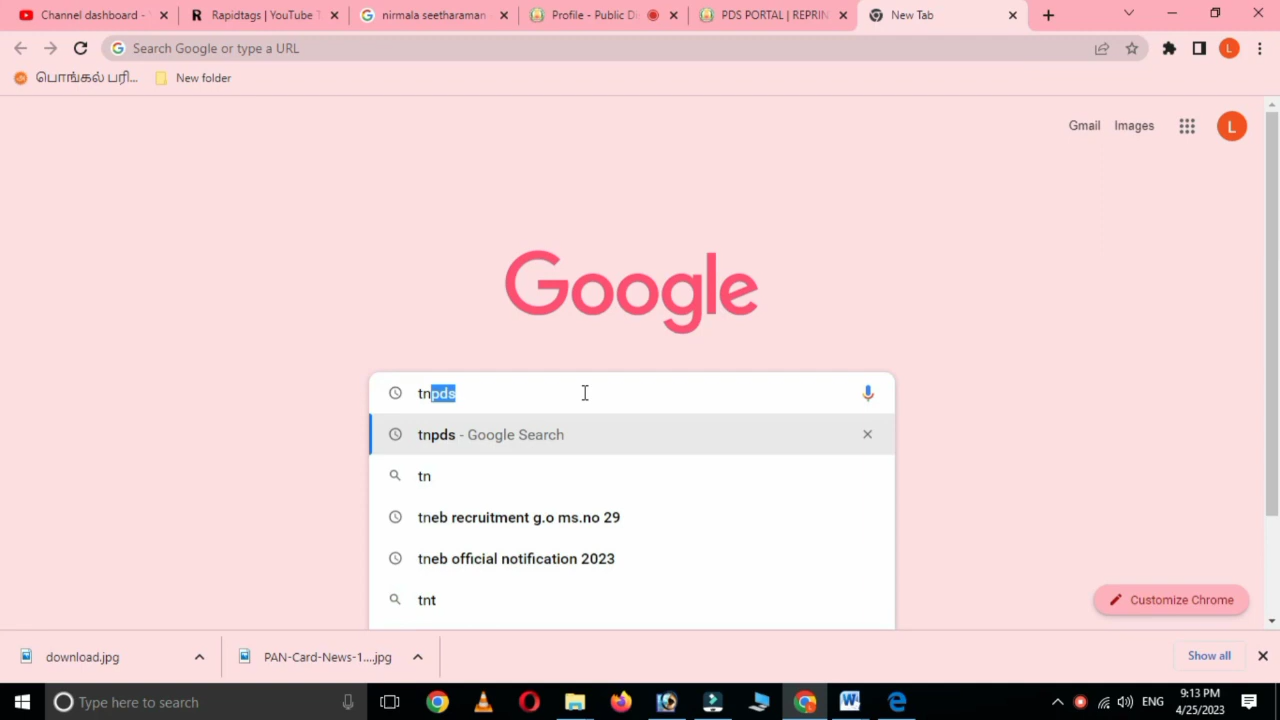 Channel dashboard - Y
Rapidtags | YouTube T
nirmala seetharaman
Profile - Public Di
PDS PORTAL | REPRIN
New Tab
Search Google or type a URL
L
பொங்கல் பரி...
New folder
Gmail
Images
L
Google
tnpds
tnpds - Google Search
tn
tneb recruitment g.o ms.no 29
tneb official notification 2023
tnt
Customize Chrome
download.jpg
PAN-Card-News-1....jpg
Show all
Type here to search
ENG
9:13 PM
4/25/2023